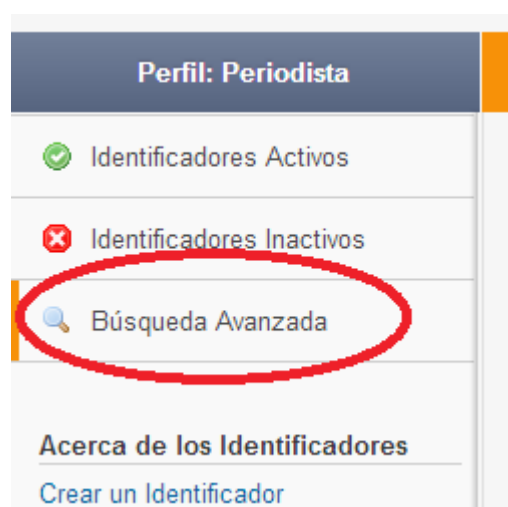 Perfil: Periodista
Identificadores Activos
Identificadores Inactivos
Búsqueda Avanzada
Acerca de los Identificadores
Crear un Identificador